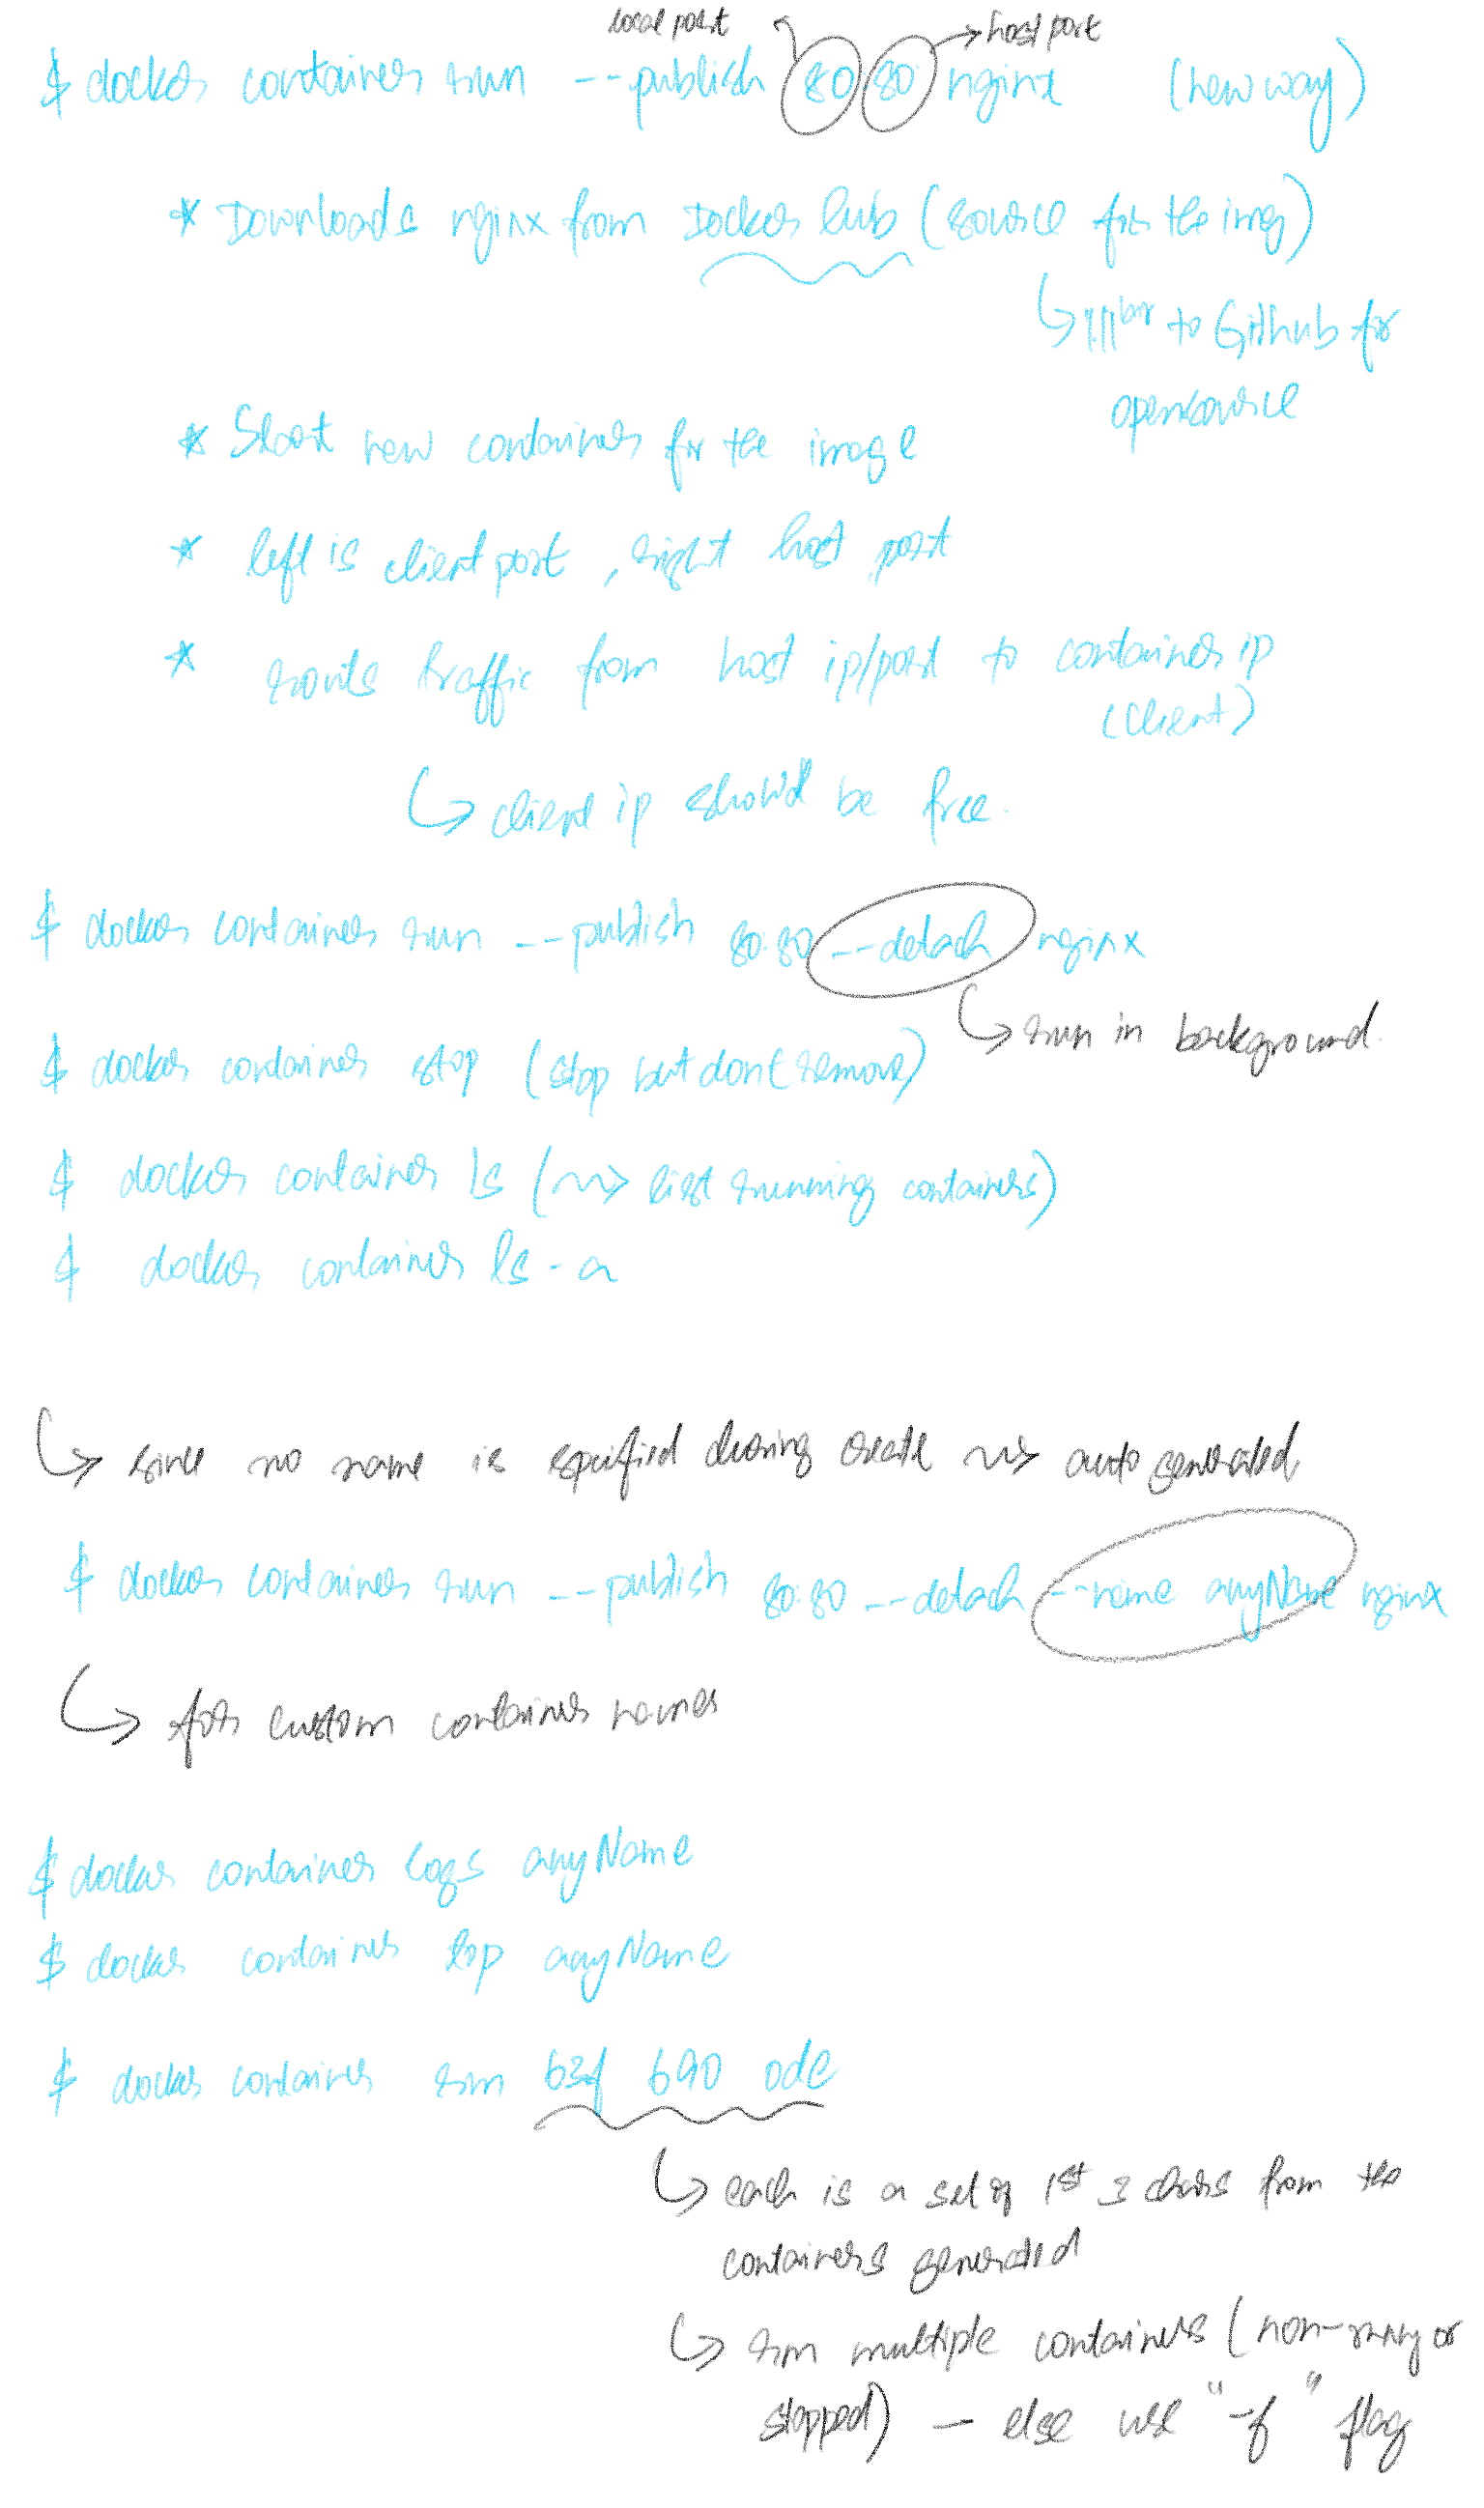 local port
host port
$ docker container run --publish 80:80 nginx (new way)
* Downloads nginx from Docker hub (source for the img)
similar to Github for
opensource
* Start new container for the image
* left is client port, right host port
* routs traffic from host ip/port to container ip
(client)
client ip should be free.
$ docker container run --publish 80:80 --detach nginx
run in background.
$ docker container stop (stop but dont remove)
$ docker container ls (~> list running containers)
$ docker container ls -a
since no name is specified during create ~> auto generated
$ docker container run --publish 80:80 --detach --name anyName nginx
for custom container names
$ docker container logs anyName
$ docker container top anyName
$ docker container rm 63f 690 ode
each is a set of 1st 3 chars from the
containers generated
rm multiple containers (non-rnng or
stopped) - else use "-f" flag